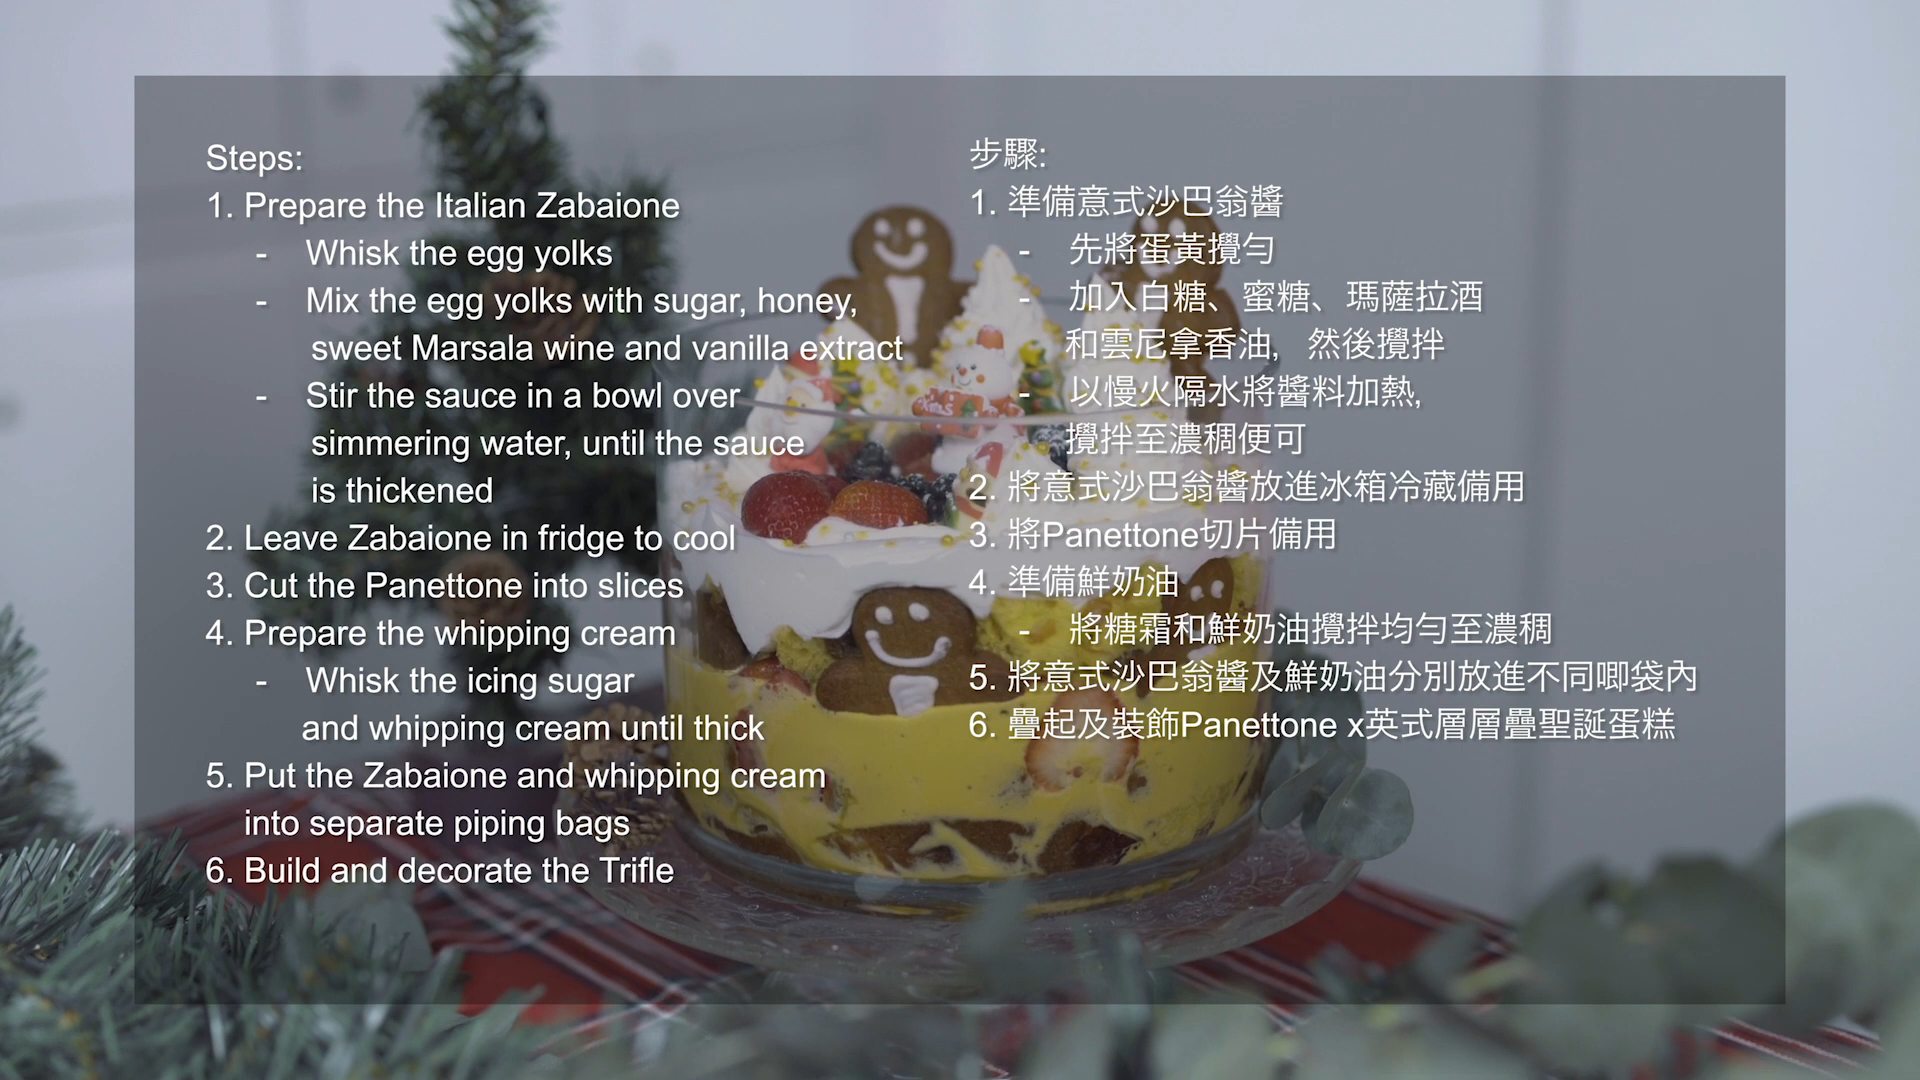 Steps:
1. Prepare the Italian Zabaione
- Whisk the egg yolks
- Mix the egg yolks with sugar, honey,
sweet Marsala wine and vanilla extract
- Stir the sauce in a bowl over
simmering water, until the sauce
is thickened
2. Leave Zabaione in fridge to cool
3. Cut the Panettone into slices
4. Prepare the whipping cream
- Whisk the icing sugar
and whipping cream until thick
5. Put the Zabaione and whipping cream
into separate piping bags
6. Build and decorate the Trifle
步驟:
1. 準備意式沙巴翁醬
- 先將蛋黃攪勻
- 加入白糖、蜜糖、瑪薩拉酒
和雲尼拿香油, 然後攪拌
- 以慢火隔水將醬料加熱,
攪拌至濃稠便可
2. 將意式沙巴翁醬放進冰箱冷藏備用
3. 將Panettone切片備用
4. 準備鮮奶油
- 將糖霜和鮮奶油攪拌均勻至濃稠
5. 將意式沙巴翁醬及鮮奶油分別放進不同唧袋內
6. 疊起及裝飾Panettone x英式層層疊聖誕蛋糕
xmas